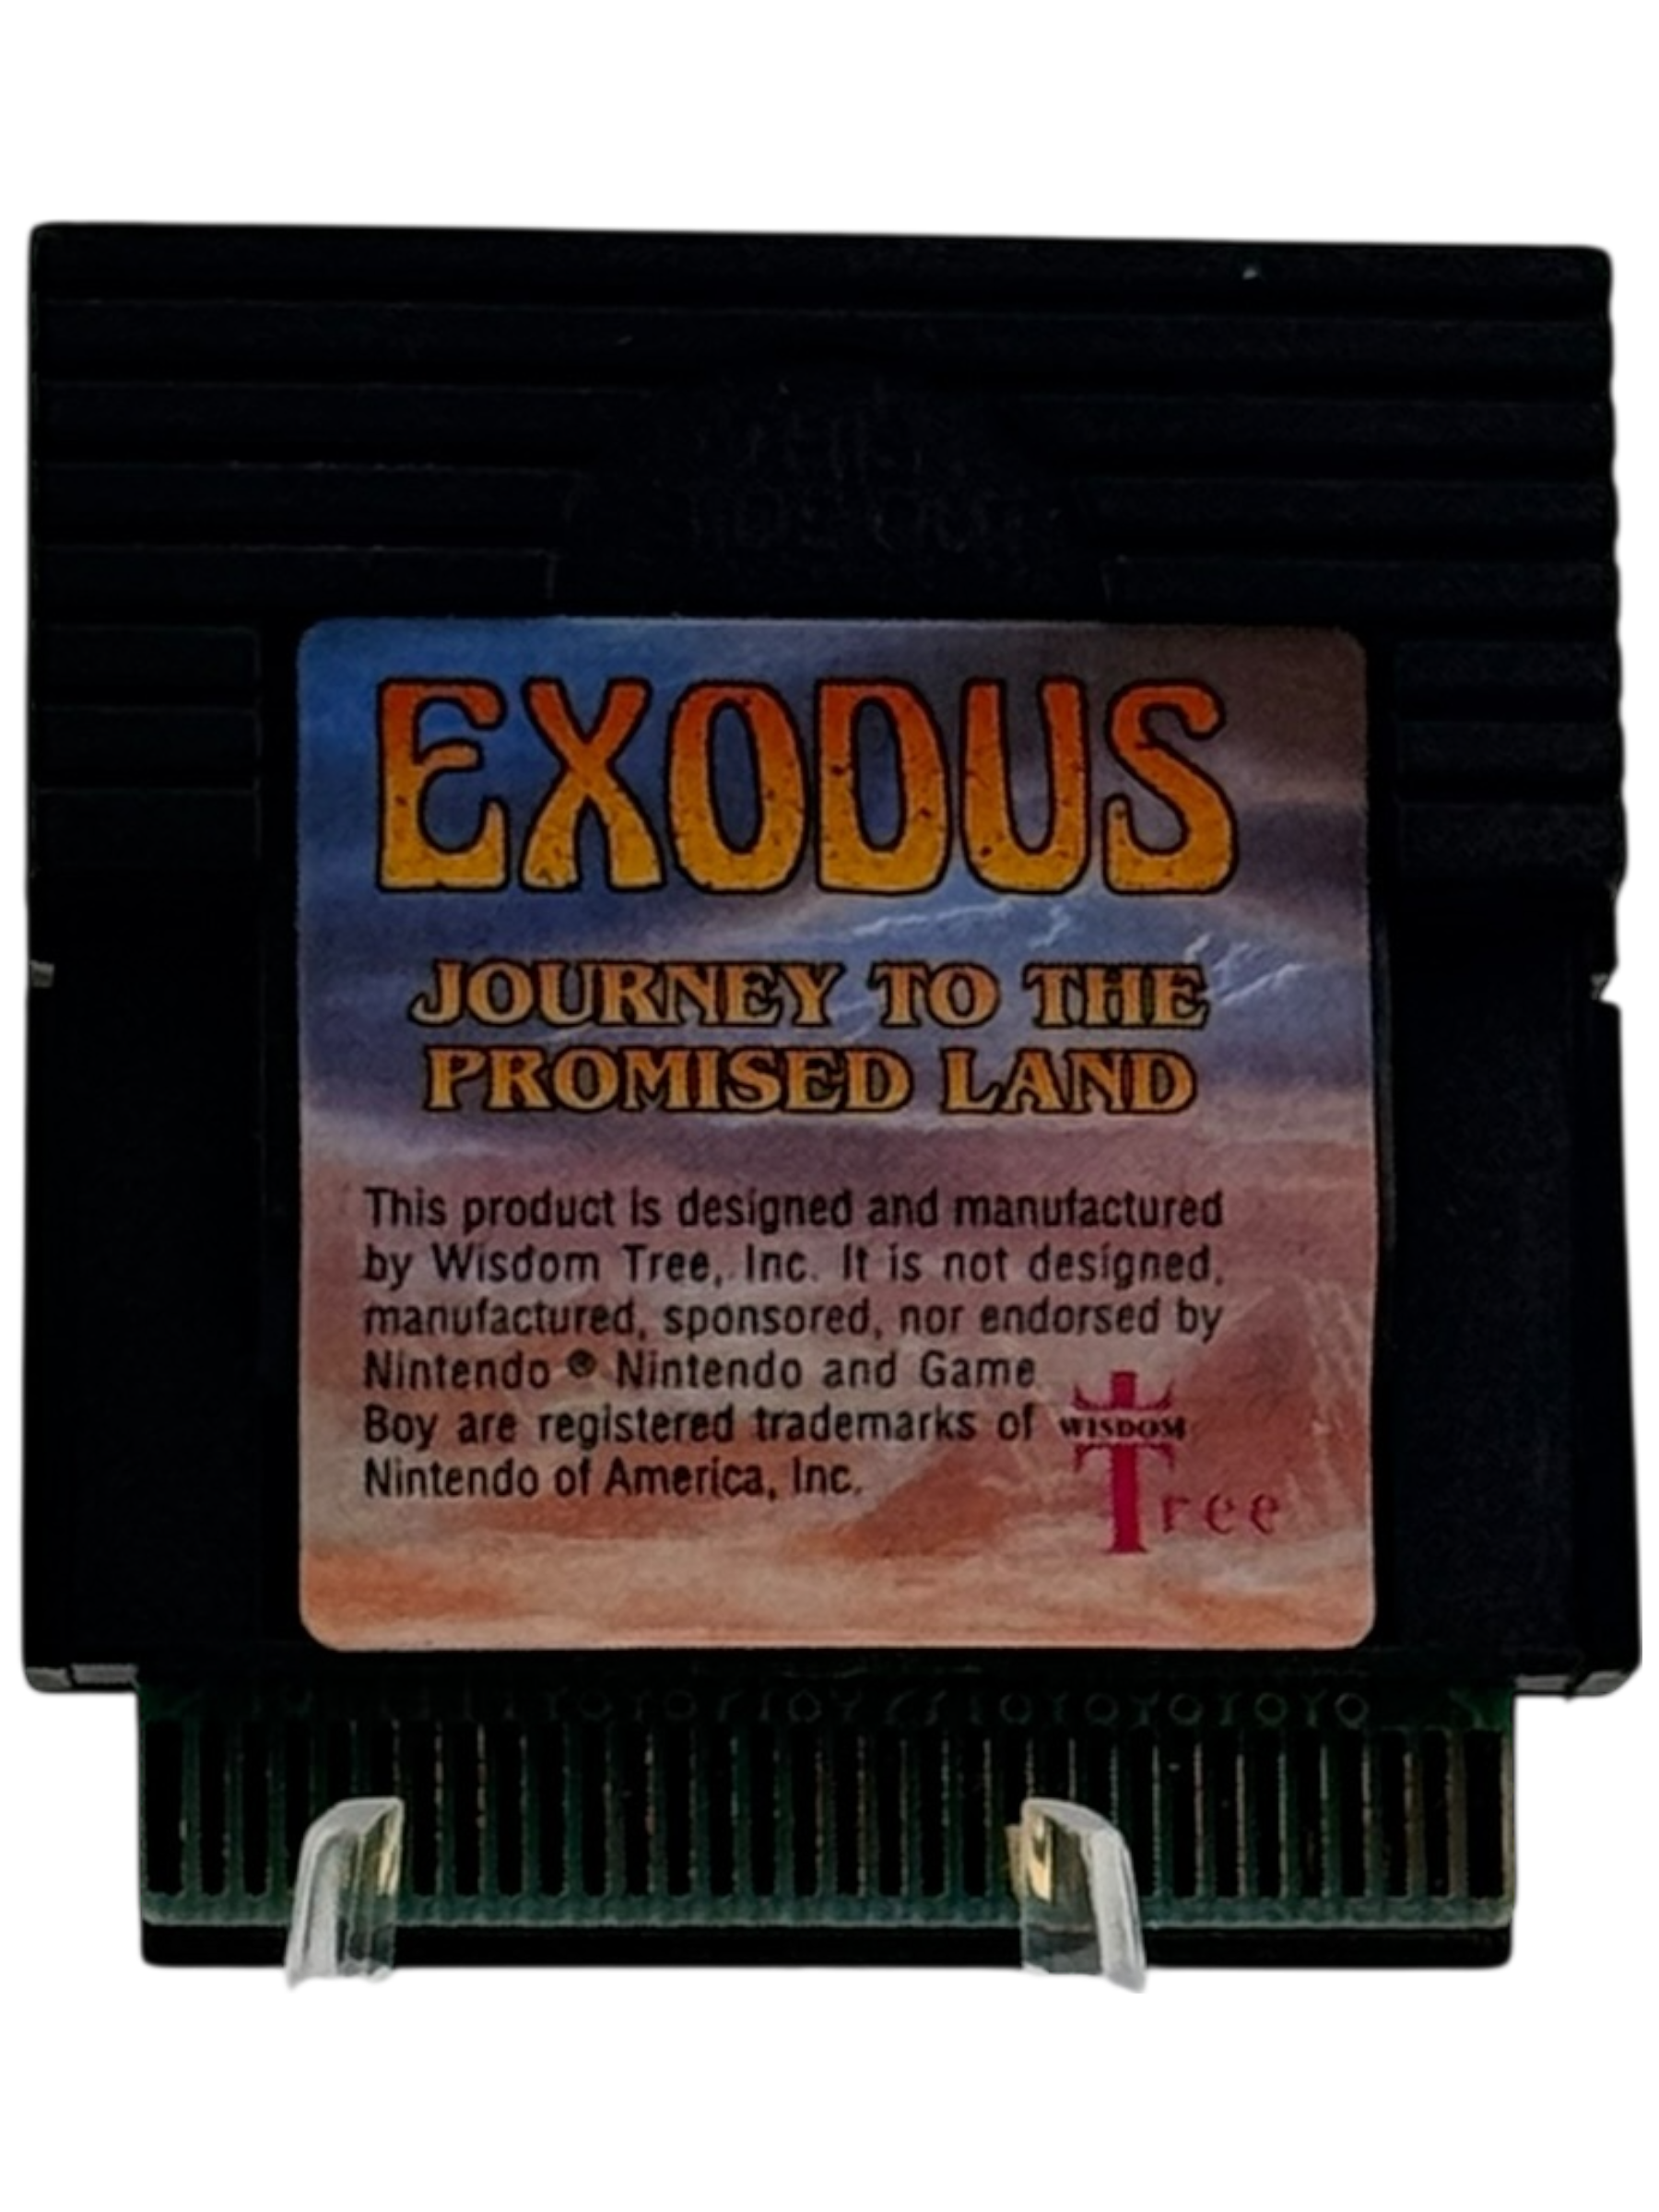 EXODUS
JOURNEY TO THE
PROMISED LAND
This product is designed and manufactured
by Wisdom Tree, Inc. It is not designed,
manufactured, sponsored, nor endorsed by
Nintendo ® Nintendo and Game
Boy are registered trademarks of
Nintendo of America, Inc.
WISDOM
Tree